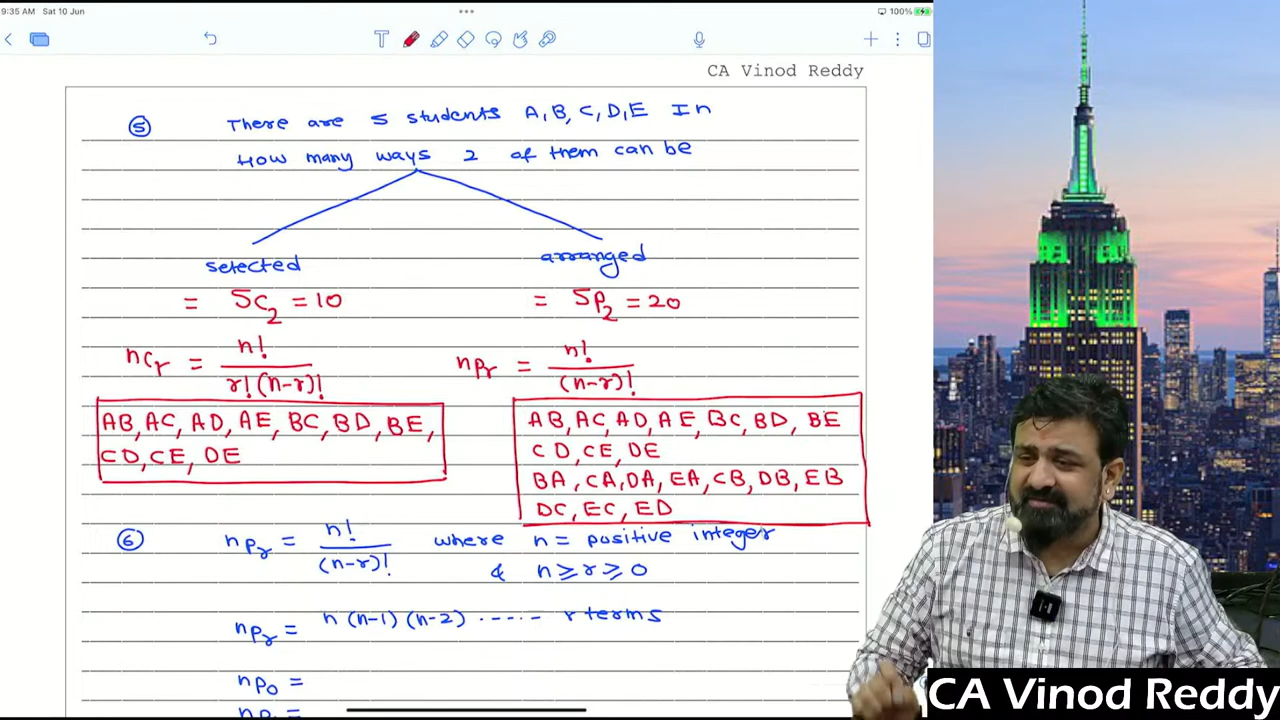 9:35 AM Sat 10 Jun
100%
CA Vinod Reddy
⑤ There are 5 students A, B, C, D, E In
How many ways 2 of them can be
selected arranged
= 5C₂ = 10 = 5P₂ = 20
nCr = n!/r!(n-r)! nPr = n!/(n-r)!
AB, AC, AD, AE, BC, BD, BE,
CD, CE, DE
AB, AC, AD, AE, BC, BD, BE
CD, CE, DE
BA, CA, DA, EA, CB, DB, EB
DC, EC, ED
⑥ nPr = n!/(n-r)! where n = positive integer
& n ≥ r ≥ 0
nPr = n (n-1) (n-2) ...... r terms
nP₀ =
CA Vinod Reddy